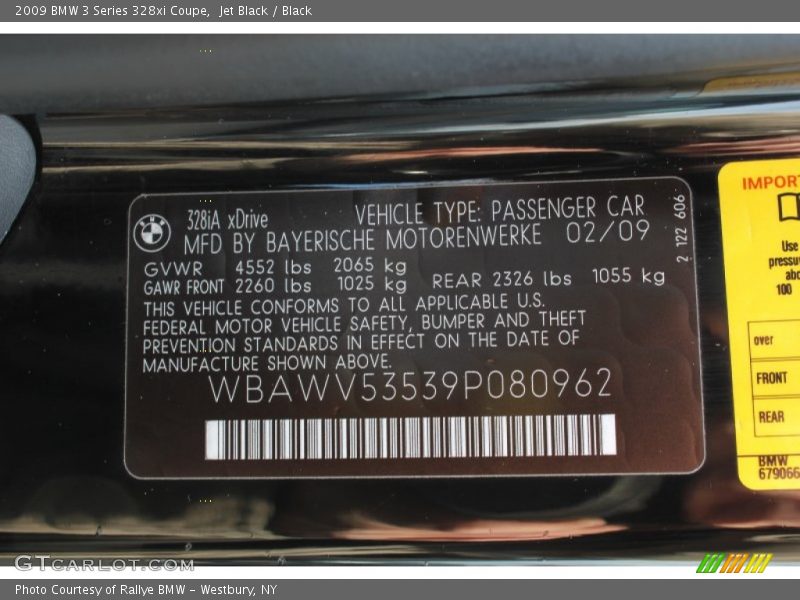 2009 BMW 3 Series 328xi Coupe, Jet Black / Black
328iA xDrive
VEHICLE TYPE: PASSENGER CAR
MFD BY BAYERISCHE MOTORENWERKE 02/09
GVWR 4552 lbs 2065 kg
GAWR FRONT 2260 lbs 1025 kg REAR 2326 lbs 1055 kg
THIS VEHICLE CONFORMS TO ALL APPLICABLE U.S.
FEDERAL MOTOR VEHICLE SAFETY, BUMPER AND THEFT
PREVENTION STANDARDS IN EFFECT ON THE DATE OF
MANUFACTURE SHOWN ABOVE.
WBAWV53539P080962
2 122 606
IMPORT
Use
pressu
abo
100
over
FRONT
REAR
BMW
679066
GTCARLOT.COM
Photo Courtesy of Rallye BMW - Westbury, NY